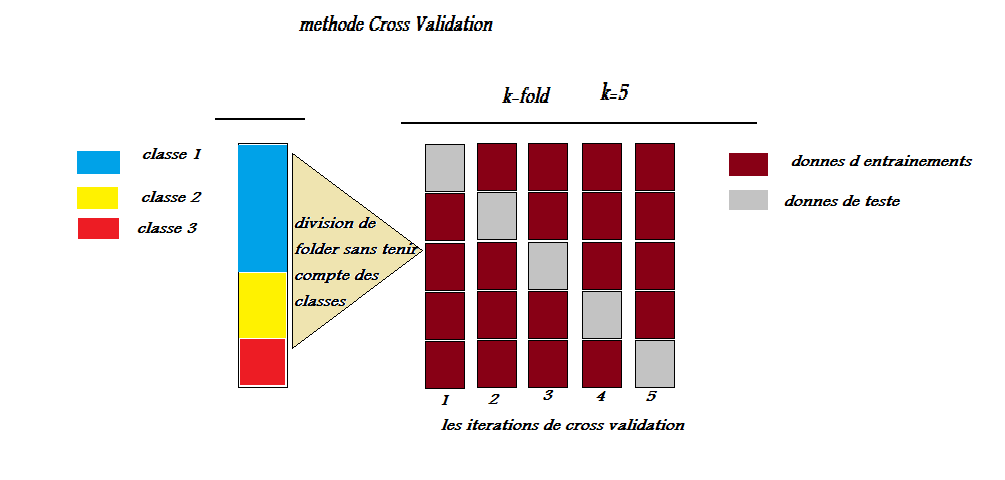 methode Cross Validation
k-fold k=5
classe 1
classe 2
classe 3
division de
folder sans tenir
compte des
classes
donnes d entrainements
donnes de teste
1 2 3 4 5
les iterations de cross validation